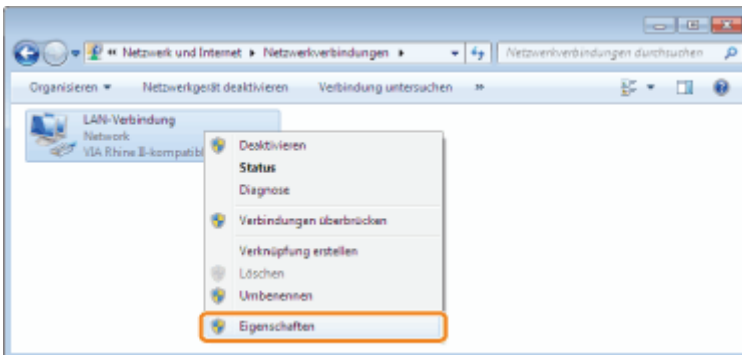 « Netzwerk und Internet ▸ Netzwerkverbindungen ▸ Netzwerkverbindungen durchsuchen
Organisieren Netzwerkgerät deaktivieren Verbindung untersuchen »
LAN-Verbindung
Network
VIA Rhine II-kompatibl
Deaktivieren
Status
Diagnose
Verbindungen überbrücken
Verknüpfung erstellen
Löschen
Umbenennen
Eigenschaften